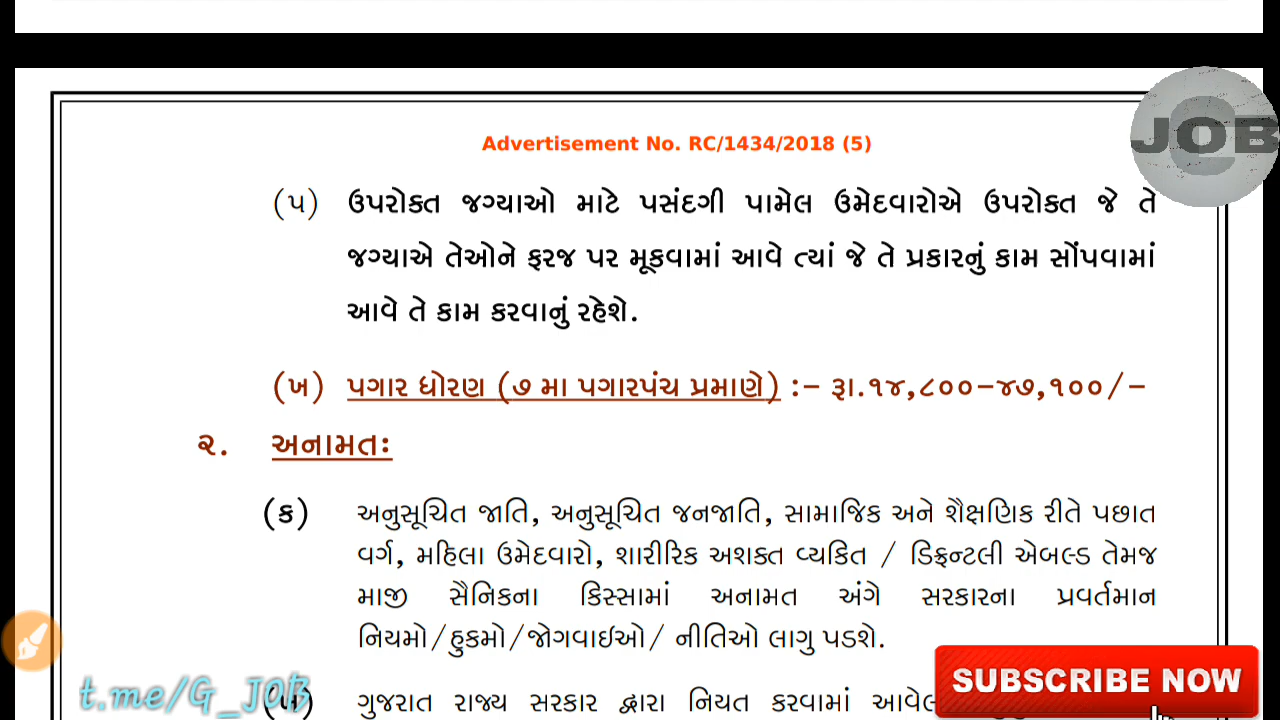 Advertisement No. RC/1434/2018 (5)
JOB
(૫) ઉપરોક્ત જગ્યાઓ માટે પસંદગી પામેલ ઉમેદવારોએ ઉપરોક્ત જે તે
જગ્યાએ તેઓને ફરજ પર મૂકવામાં આવે ત્યાં જે તે પ્રકારનું કામ સોંપવામાં
આવે તે કામ કરવાનું રહેશે.
(ખ) પગાર ધોરણ (૭ મા પગારપંચ પ્રમાણે) :– રૂા.૧૪,૮૦૦–૪૭,૧૦૦/–
૨. અનામતઃ
(ક) અનુસૂચિત જાતિ, અનુસૂચિત જનજાતિ, સામાજિક અને શૈક્ષણિક રીતે પછાત
વર્ગ, મહિલા ઉમેદવારો, શારીરિક અશક્ત વ્યકિત / ડિફ્રન્ટલી એબલ્ડ તેમજ
માજી સૈનિકના કિસ્સામાં અનામત અંગે સરકારના પ્રવર્તમાન
નિયમો/હુકમો/જોગવાઈઓ/ નીતિઓ લાગુ પડશે.
(ખ) ગુજરાત રાજ્ય સરકાર દ્વારા નિયત કરવામાં આવેલ
t.me/G_JOB
SUBSCRIBE NOW